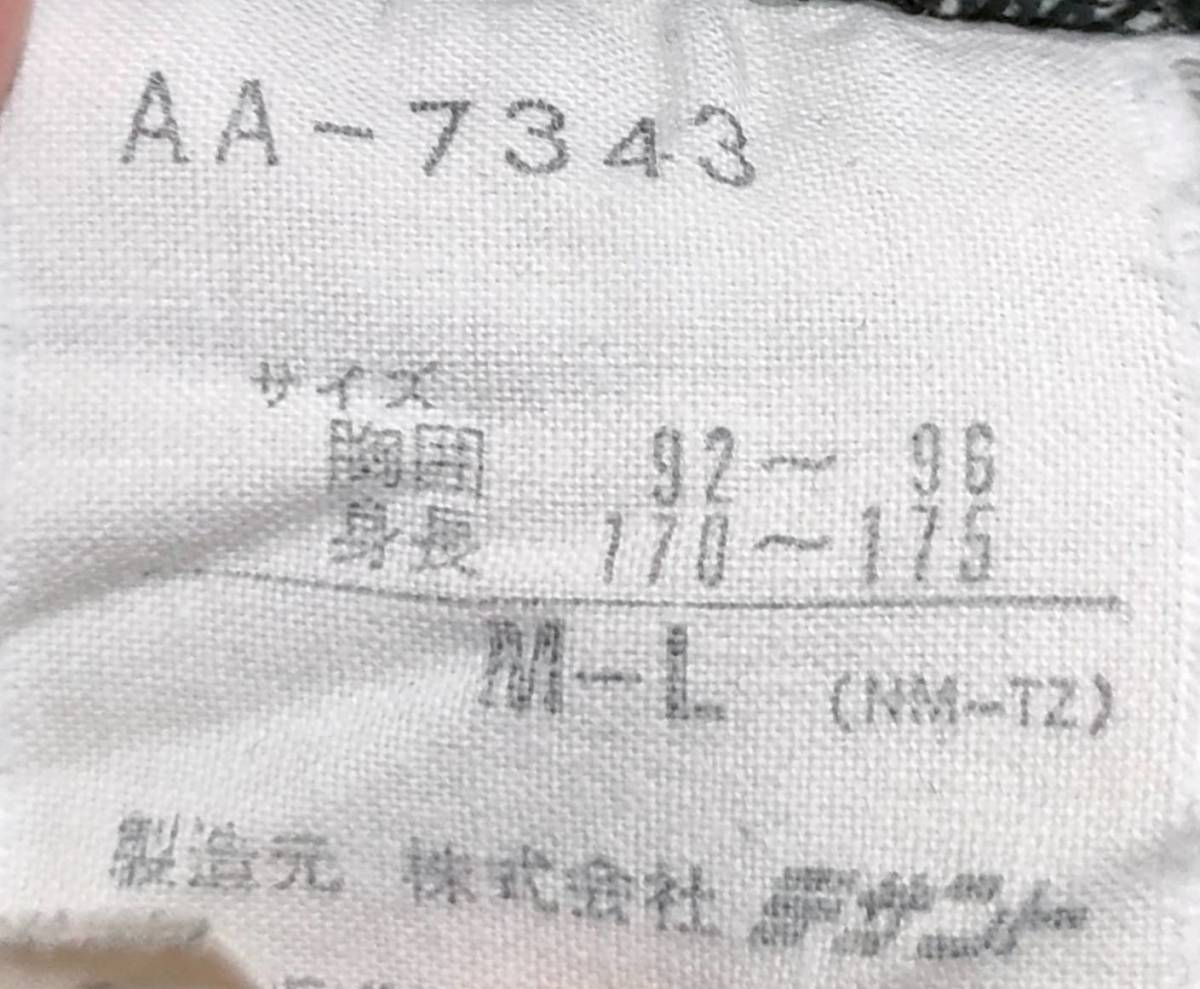 AA-7343
サイズ
胸囲 92～96
身長 170～175
M-L (NM-TZ)
製造元 株式会社 デサント